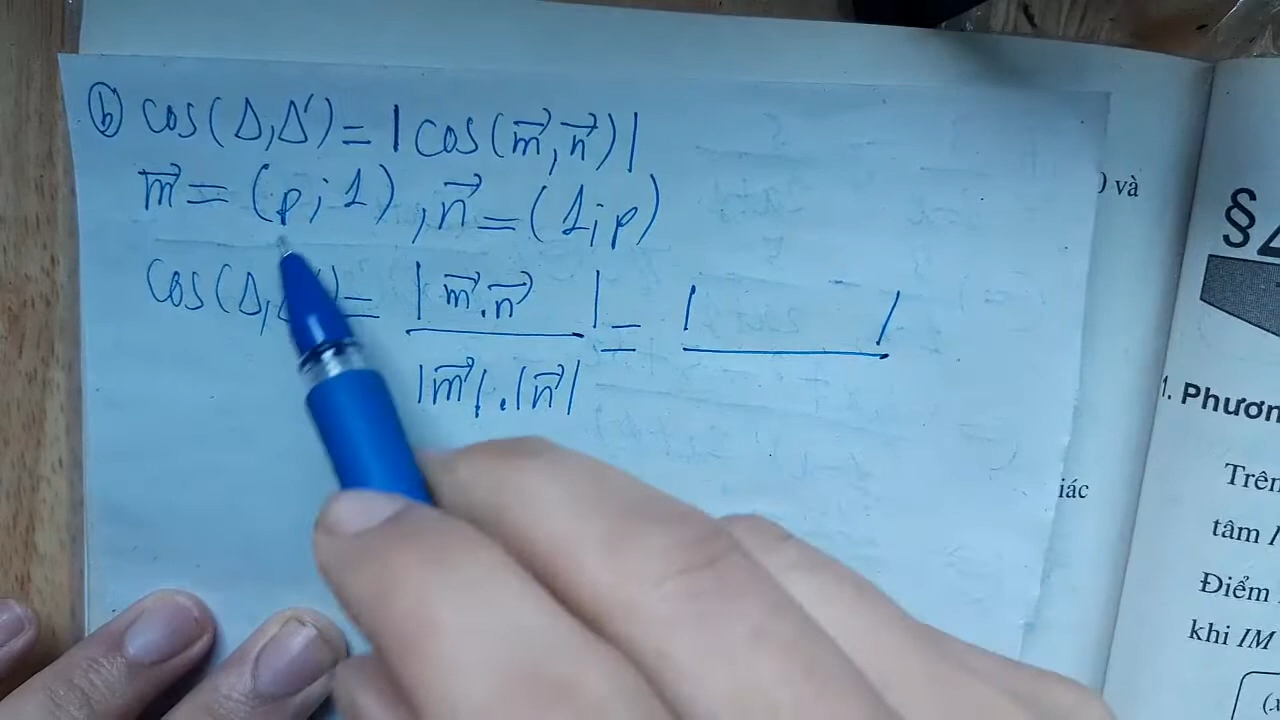 b) cos(Δ,Δ') = |cos(m⃗,n⃗)|
m⃗ = (p;1), n⃗ = (1;p)
cos(Δ,Δ') = |m⃗.n⃗| / |m⃗|.|n⃗| = | |
) và
§
1. Phươn
iác
Trên
tâm I
Điểm
khi IM
(x